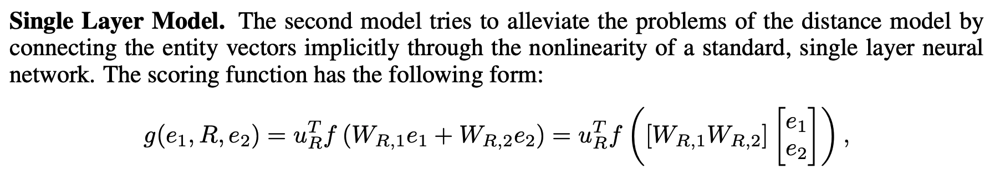 Single Layer Model. The second model tries to alleviate the problems of the distance model by
connecting the entity vectors implicitly through the nonlinearity of a standard, single layer neural
network. The scoring function has the following form:
$$g(e_1, R, e_2) = u_R^T f\left(W_{R,1}e_1 + W_{R,2}e_2\right) = u_R^T f\left([W_{R,1}W_{R,2}]\begin{bmatrix} e_1 \\ e_2 \end{bmatrix}\right),$$